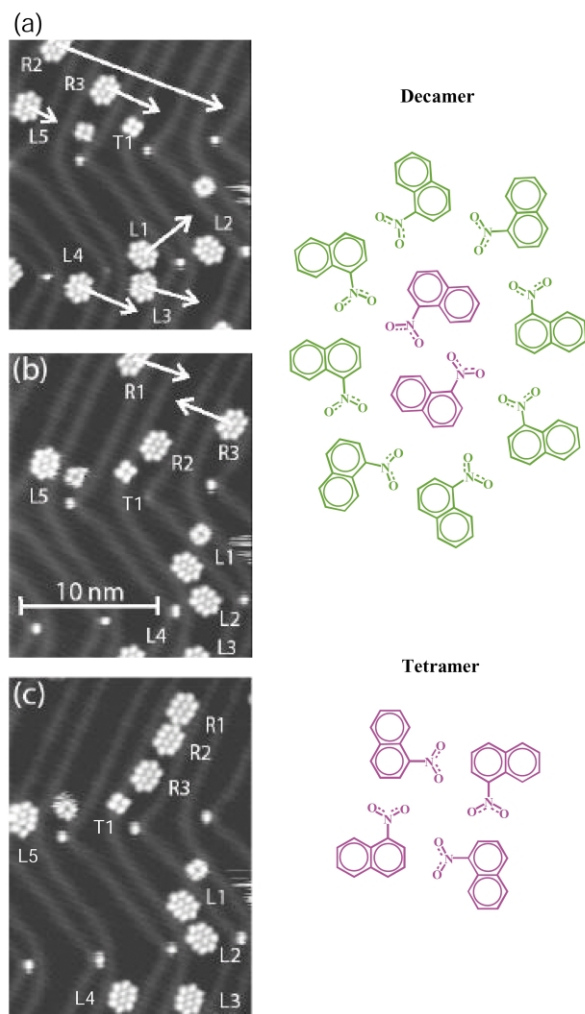 (a)
R2
R3
L5
T1
L1
L2
L4
L3
(b)
R1
R3
R2
L5
T1
L1
10 nm
L2
L4
L3
(c)
R1
R2
R3
T1
L5
L1
L2
L4
L3
Decamer
O N
O
O N
O
N O
O
O N
O
O N
O
N O
O
N O
O
O N
O
N O
O
N O
O
Tetramer
N O
O
N
O O
N O
O
O N
O